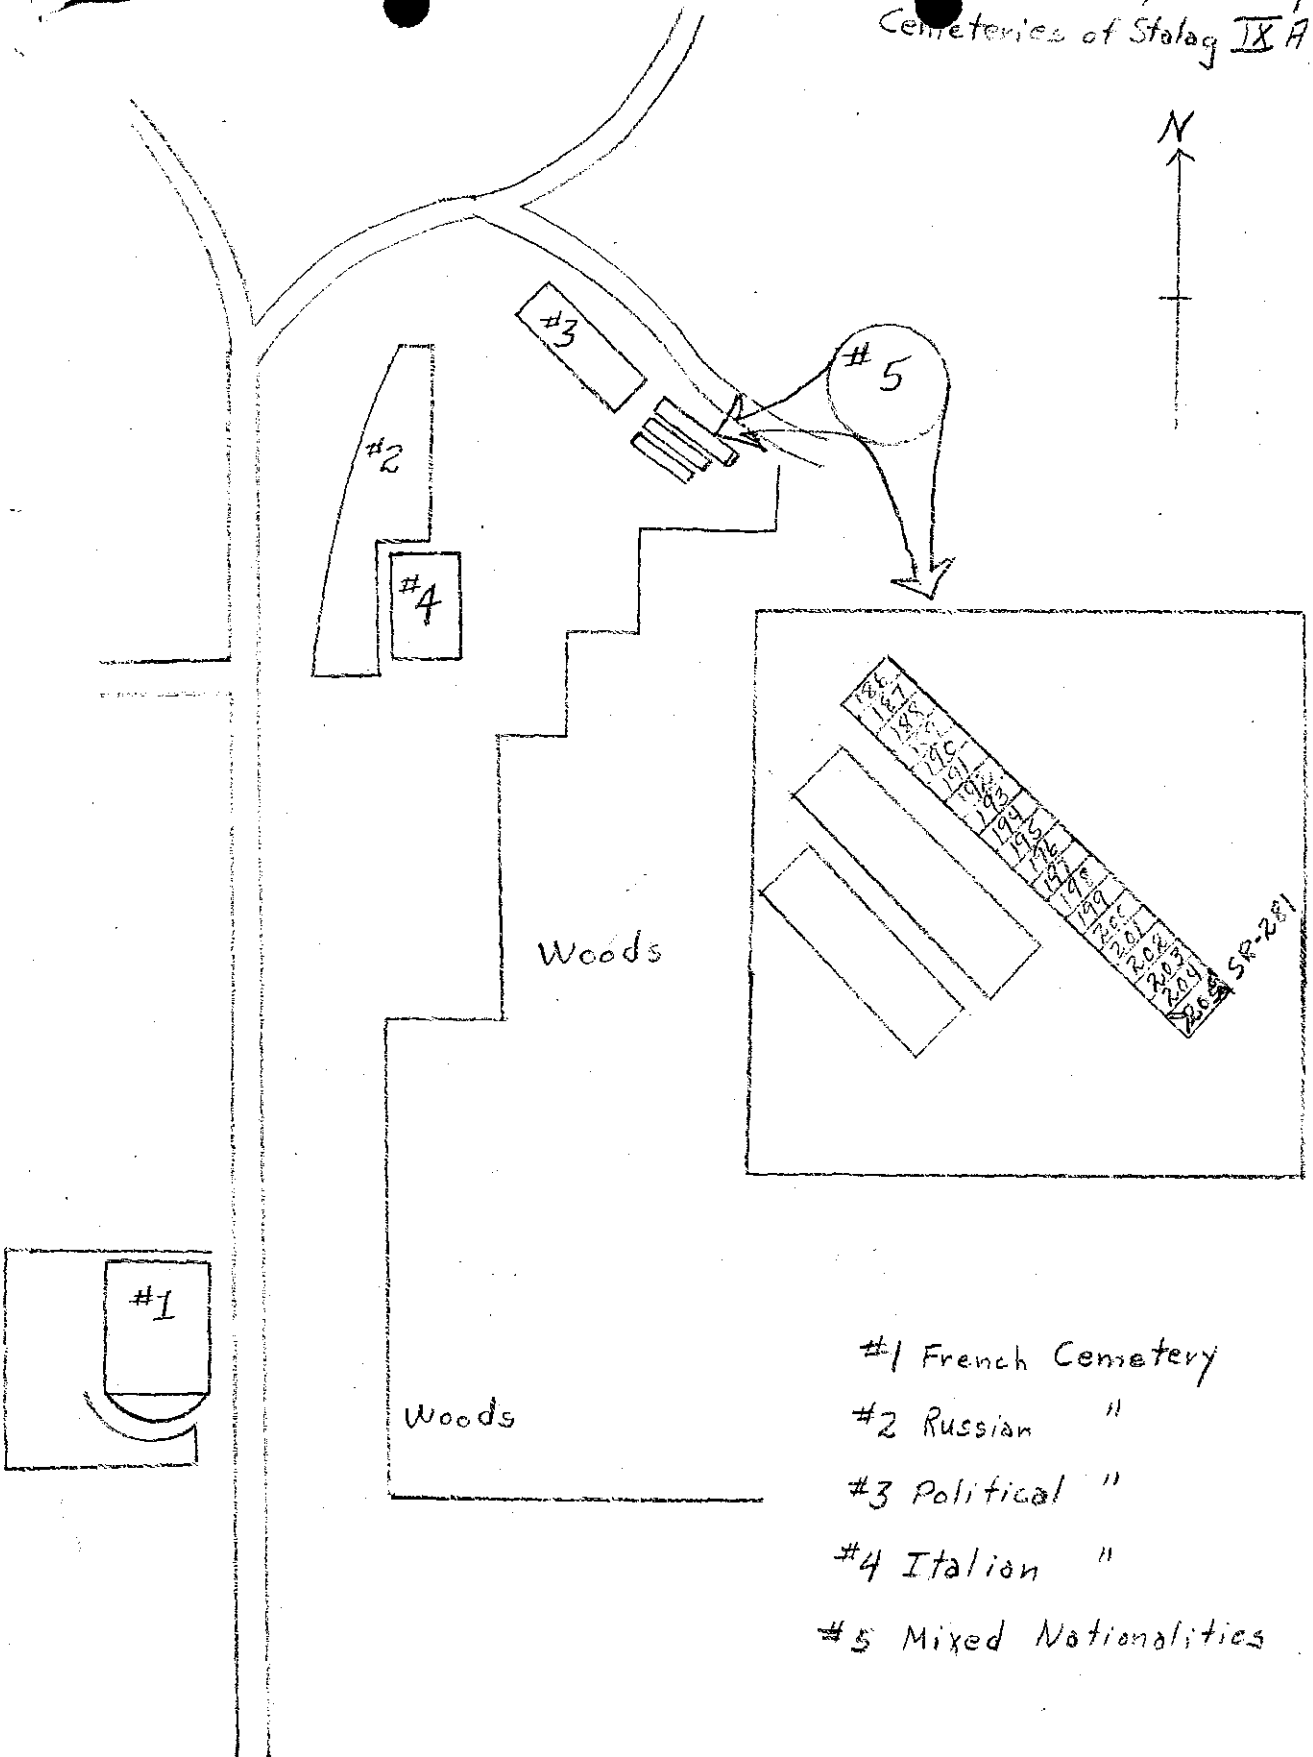 Cemeteries of Stalag IX A
N
#3
#5
#2
#4
186
187
188
190
191
192
193
194
195
196
197
198
199
200
201
202
203
204
205
SR-281
Woods
#1
Woods
#1 French Cemetery
#2 Russian "
#3 Political "
#4 Italian "
#5 Mixed Nationalities